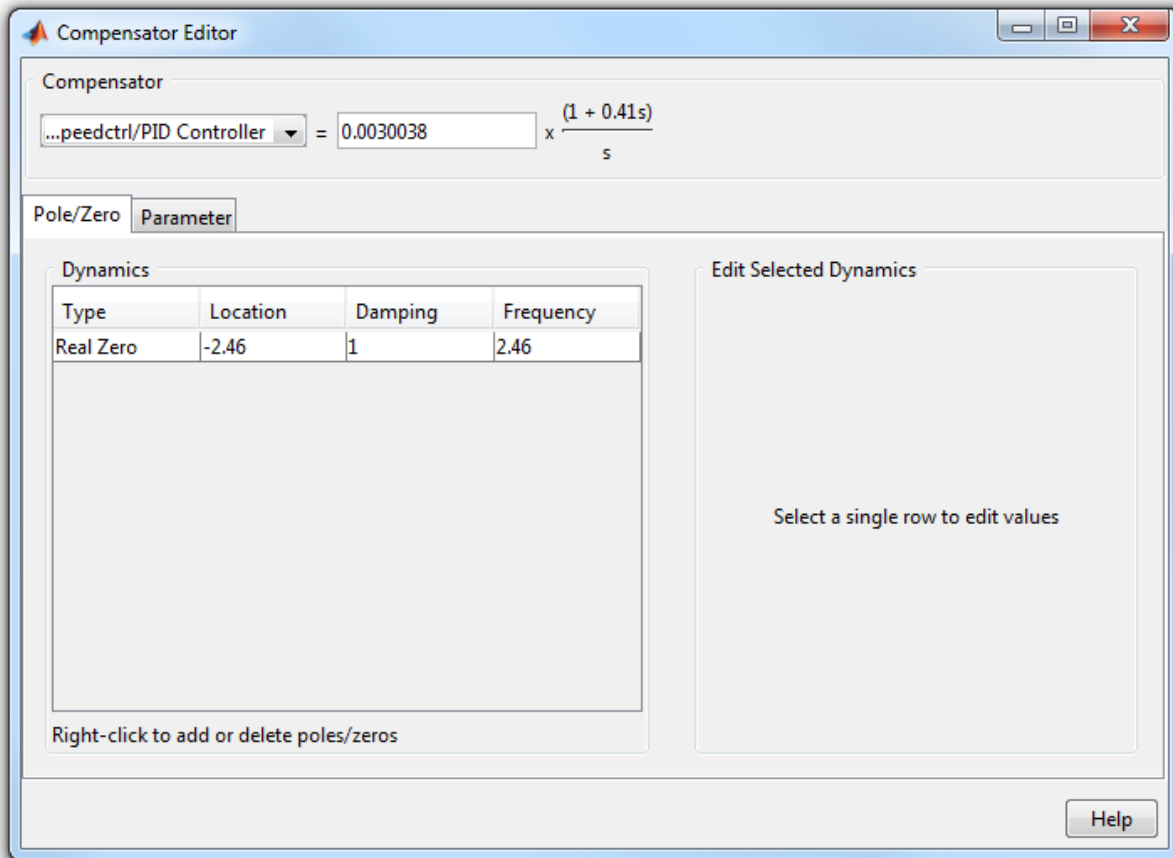 Compensator Editor
Compensator
...peedctrl/PID Controller = 0.0030038 x (1 + 0.41s)
s
Pole/Zero Parameter
Dynamics
Type Location Damping Frequency
Real Zero -2.46 1 2.46
Right-click to add or delete poles/zeros
Edit Selected Dynamics
Select a single row to edit values
Help